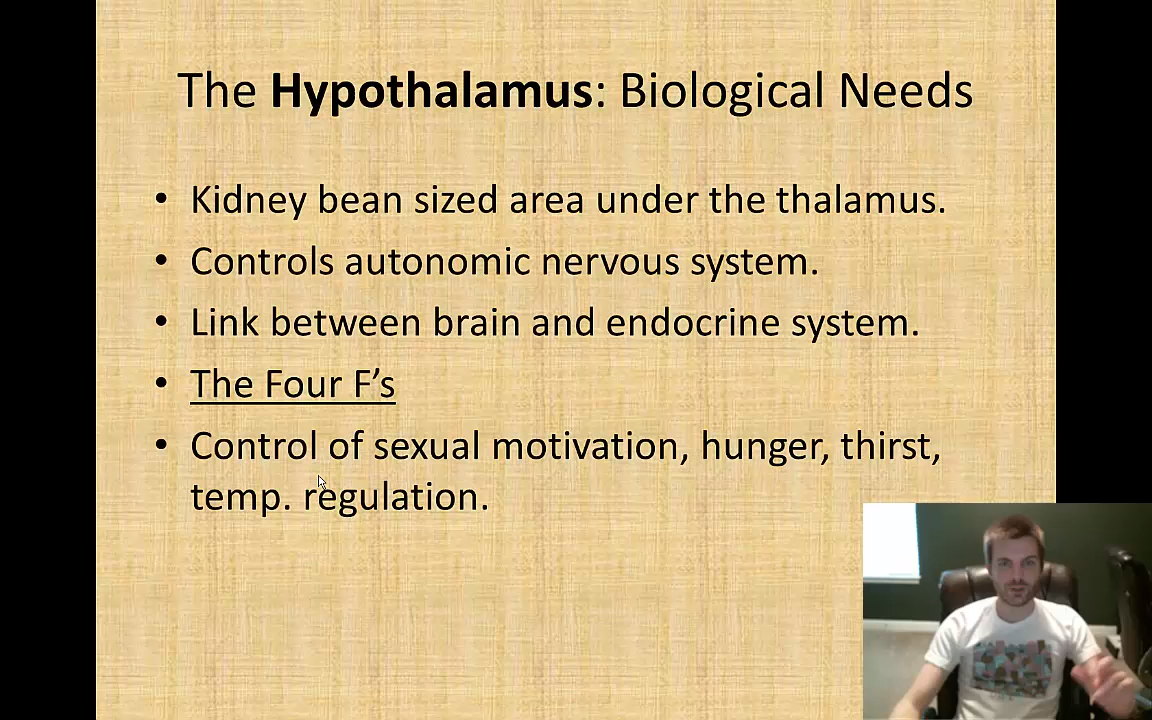 The Hypothalamus: Biological Needs
• Kidney bean sized area under the thalamus.
• Controls autonomic nervous system.
• Link between brain and endocrine system.
• The Four F’s
• Control of sexual motivation, hunger, thirst,
temp. regulation.